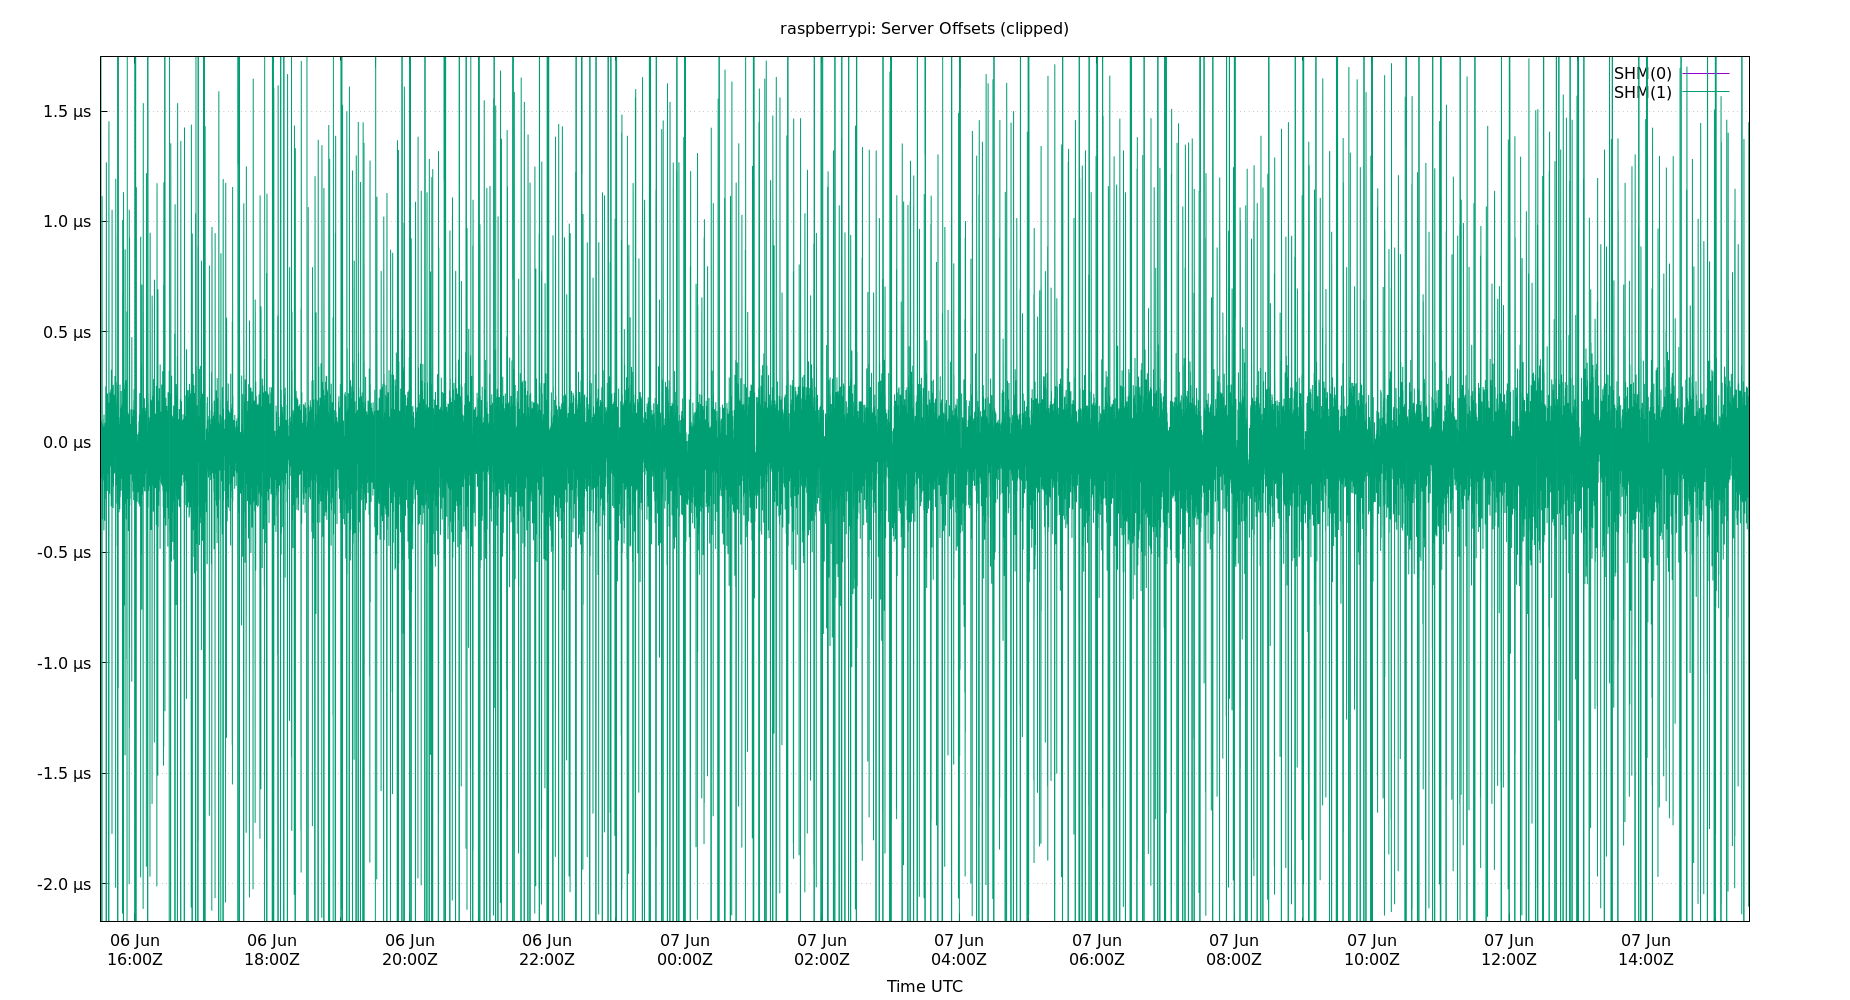 raspberrypi: Server Offsets (clipped)
SHM(0)
SHM(1)
1.5 µs
1.0 µs
0.5 µs
0.0 µs
-0.5 µs
-1.0 µs
-1.5 µs
-2.0 µs
06 Jun 06 Jun 06 Jun 06 Jun 07 Jun 07 Jun 07 Jun 07 Jun 07 Jun 07 Jun 07 Jun 07 Jun
16:00Z 18:00Z 20:00Z 22:00Z 00:00Z 02:00Z 04:00Z 06:00Z 08:00Z 10:00Z 12:00Z 14:00Z
Time UTC